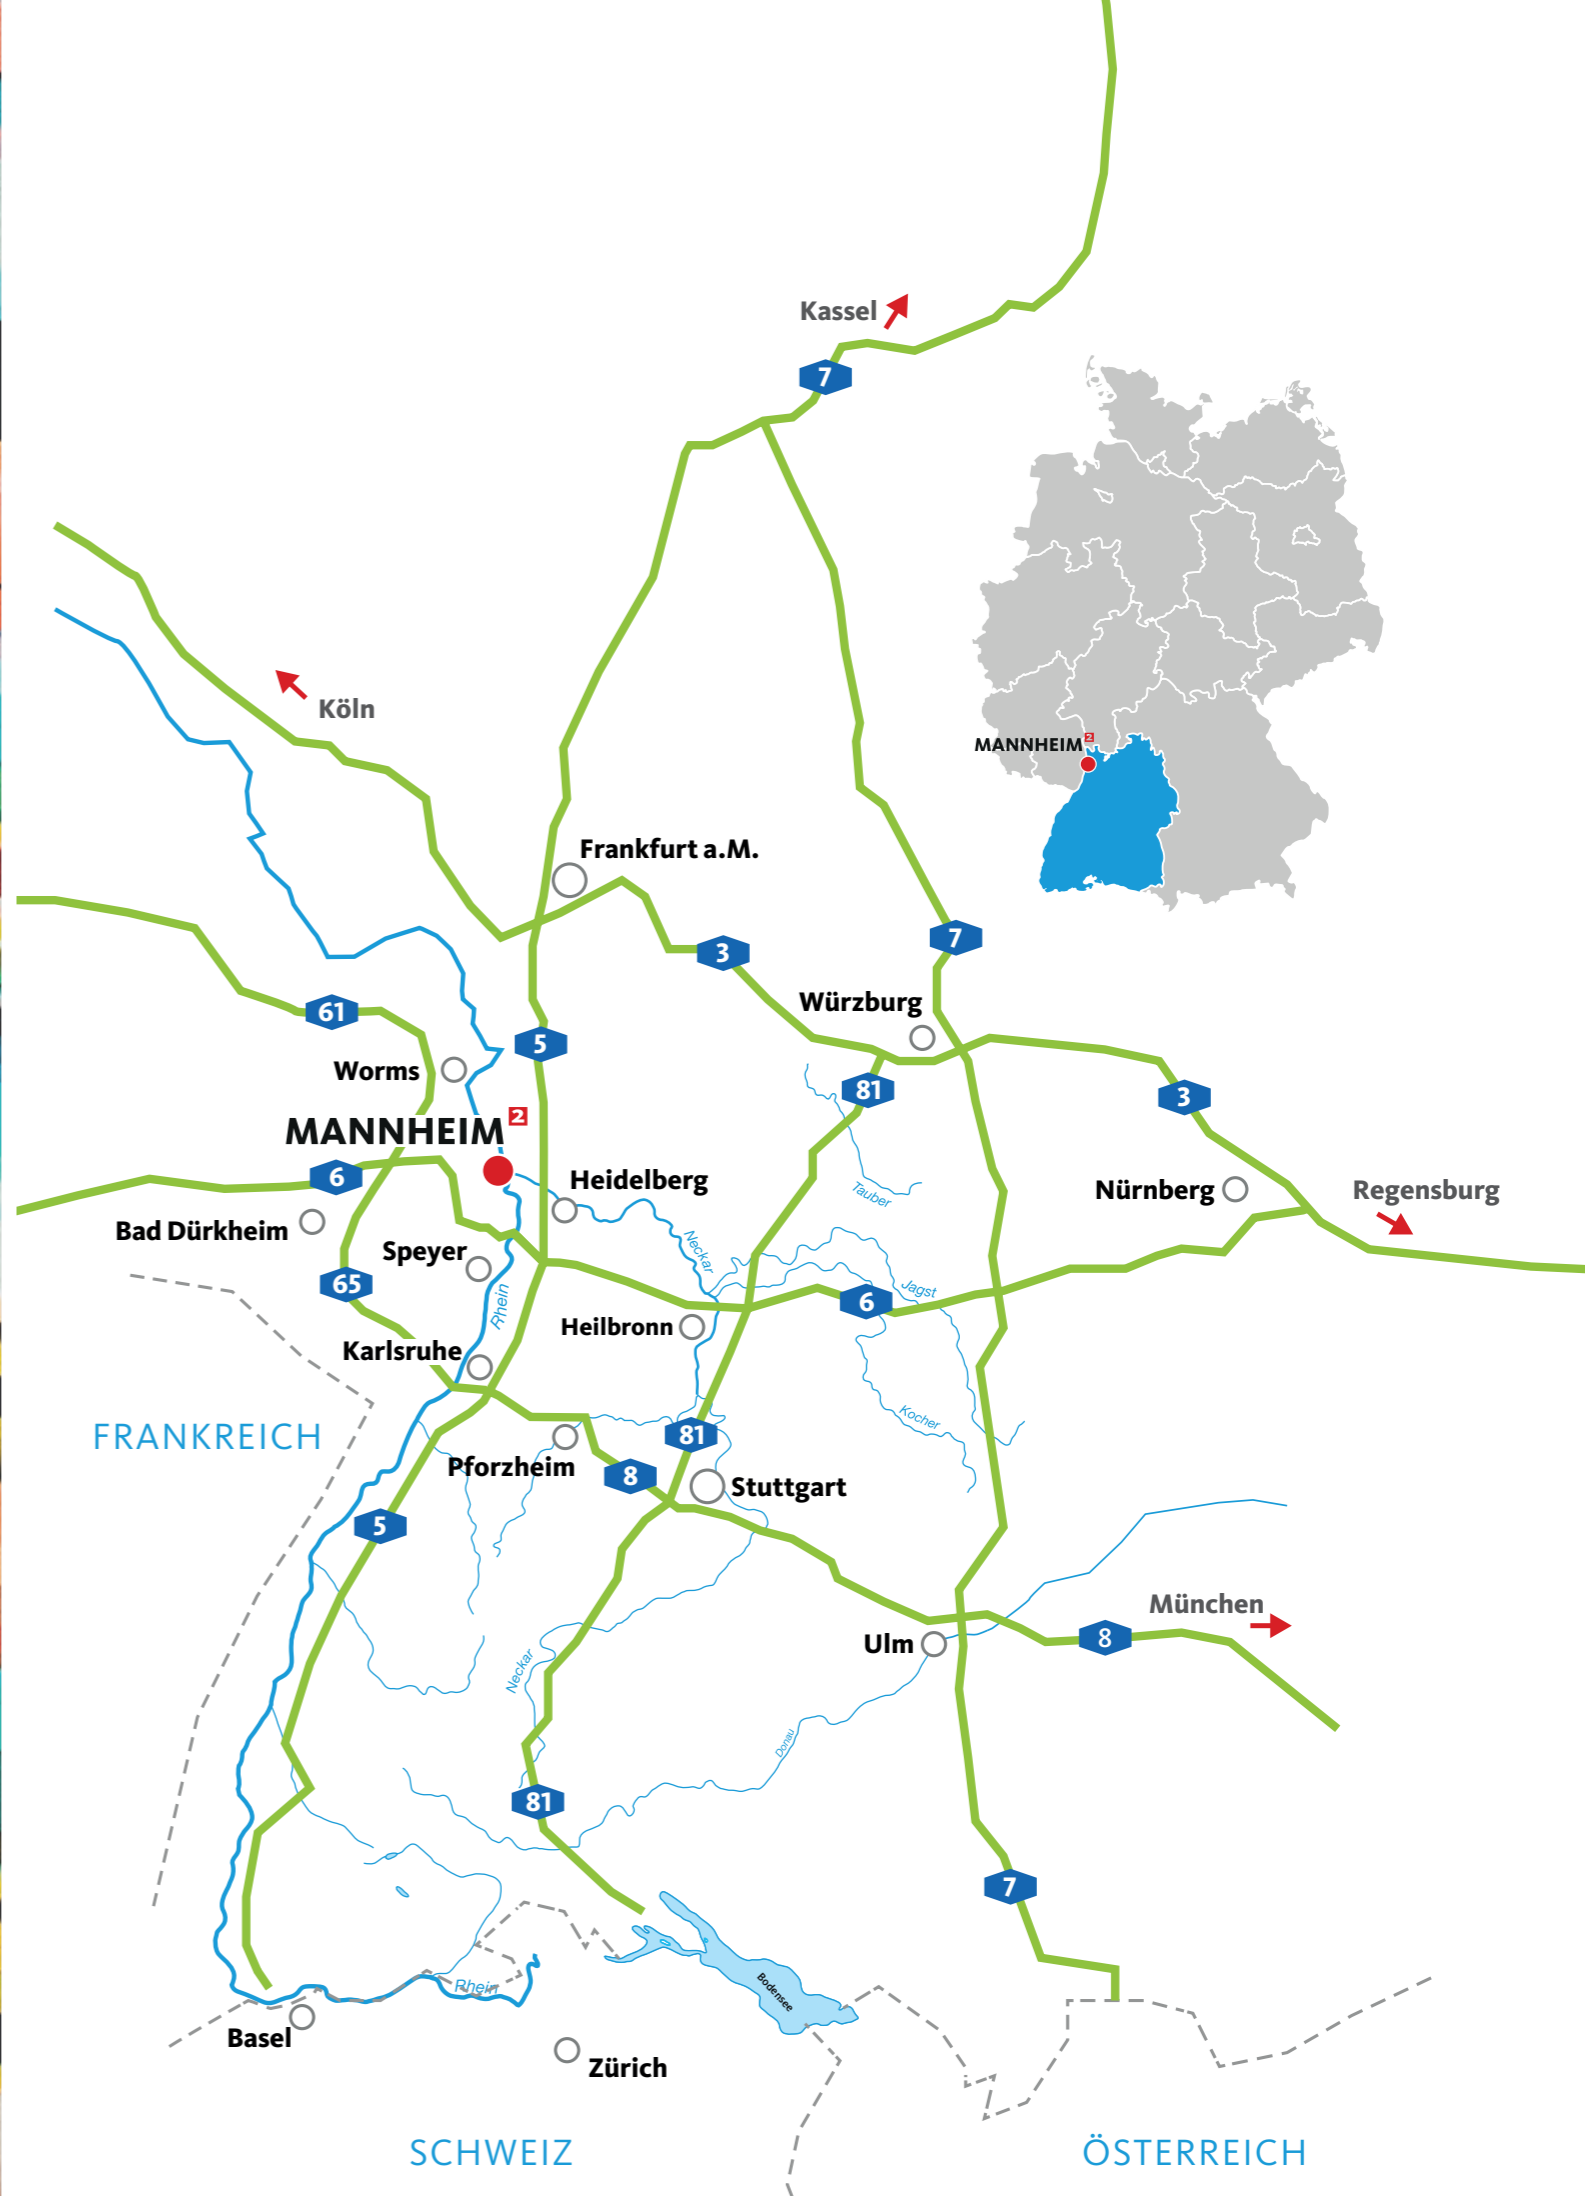 Kassel
7
Köln
MANNHEIM 2
Frankfurt a.M.
3
7
61
Würzburg
5
Worms
81
3
MANNHEIM 2
6
Heidelberg
Tauber
Nürnberg
Regensburg
Bad Dürkheim
Speyer
Neckar
65
Rhein
Jagst
6
Heilbronn
Karlsruhe
Kocher
FRANKREICH
81
Pforzheim
8
Stuttgart
5
München
8
Ulm
Neckar
Donau
81
7
Rhein
Bodensee
Basel
Zürich
SCHWEIZ
ÖSTERREICH